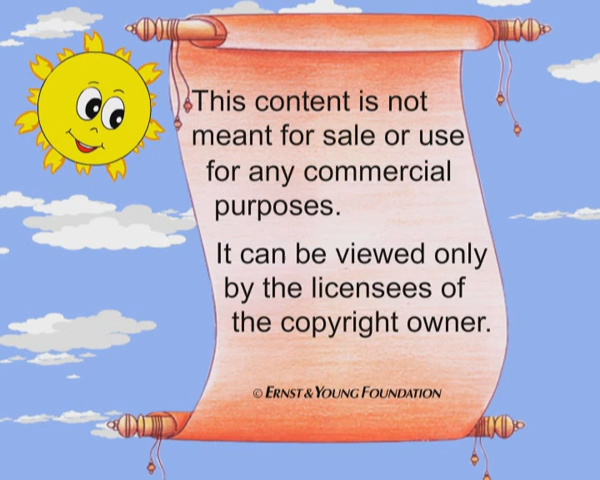 This content is not
meant for sale or use
for any commercial
purposes.
It can be viewed only
by the licensees of
the copyright owner.
© ERNST & YOUNG FOUNDATION